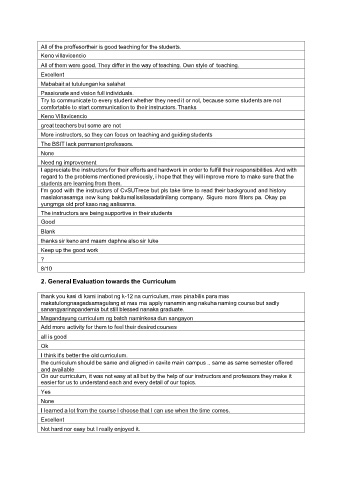 All of the proffesortheir is good teaching for the students.
Keno villavicencio
All of them were good. They differ in the way of teaching. Own style of teaching.
Excellent
Mababait at tutulungan ka salahat
Passionate and vision full individuals
Try to communicate to every student whether they need it or not, because some students are not
comfortable to start communication to their instructors. Thanks
Keno Villavicencio
great teachers but some are not
More instructors, so they can focus on teaching and guiding students
The BSIT lack permanent professors.
None
Need ng improvement
I appreciate the instructors for their efforts and hardwork in order to fulfill their responsibilities. And with
regard to the problems mentioned previously, i hope that they will improve more to make sure that the
students are learning from them.
I'm good with the instructors of CvSUTrece but pls take time to read their background and history
naow kung Siguro more filters pa. Okay pa
yung mga old prof kaso nag aalisanna.
The instructors are being supportive in their students
Good
Blank
thanks sir keno and maam daphne also sir luke
Keep up the good work
?
8/10
2. General Evaluation towards the Curriculum
thank you kasi di kami inabot ng k-12 na curriculum, mas pinabilis para mas
at mas ma apply nanamin ang nakuha naming course but sadly
pandemia but still blessed nanaka graduate.
Magandayung curriculum ng batch namin kesa dun sa ngayon
Add more activity for them to feel their desired courses
all is good
Ok
I think it's better the old curriculum.
the curriculum should be same and aligned in cavite main campus .. same as same semester offered
and available
On our curriculum, it was not easy at all but by the help of our instructors and professors they make it
easier for us to understand each and every detail of our topics.
Yes
None
I learned a lot from the course I choose that I can use when the time comes.
Excellent
Not hard nor easy but I really enjoyed it.